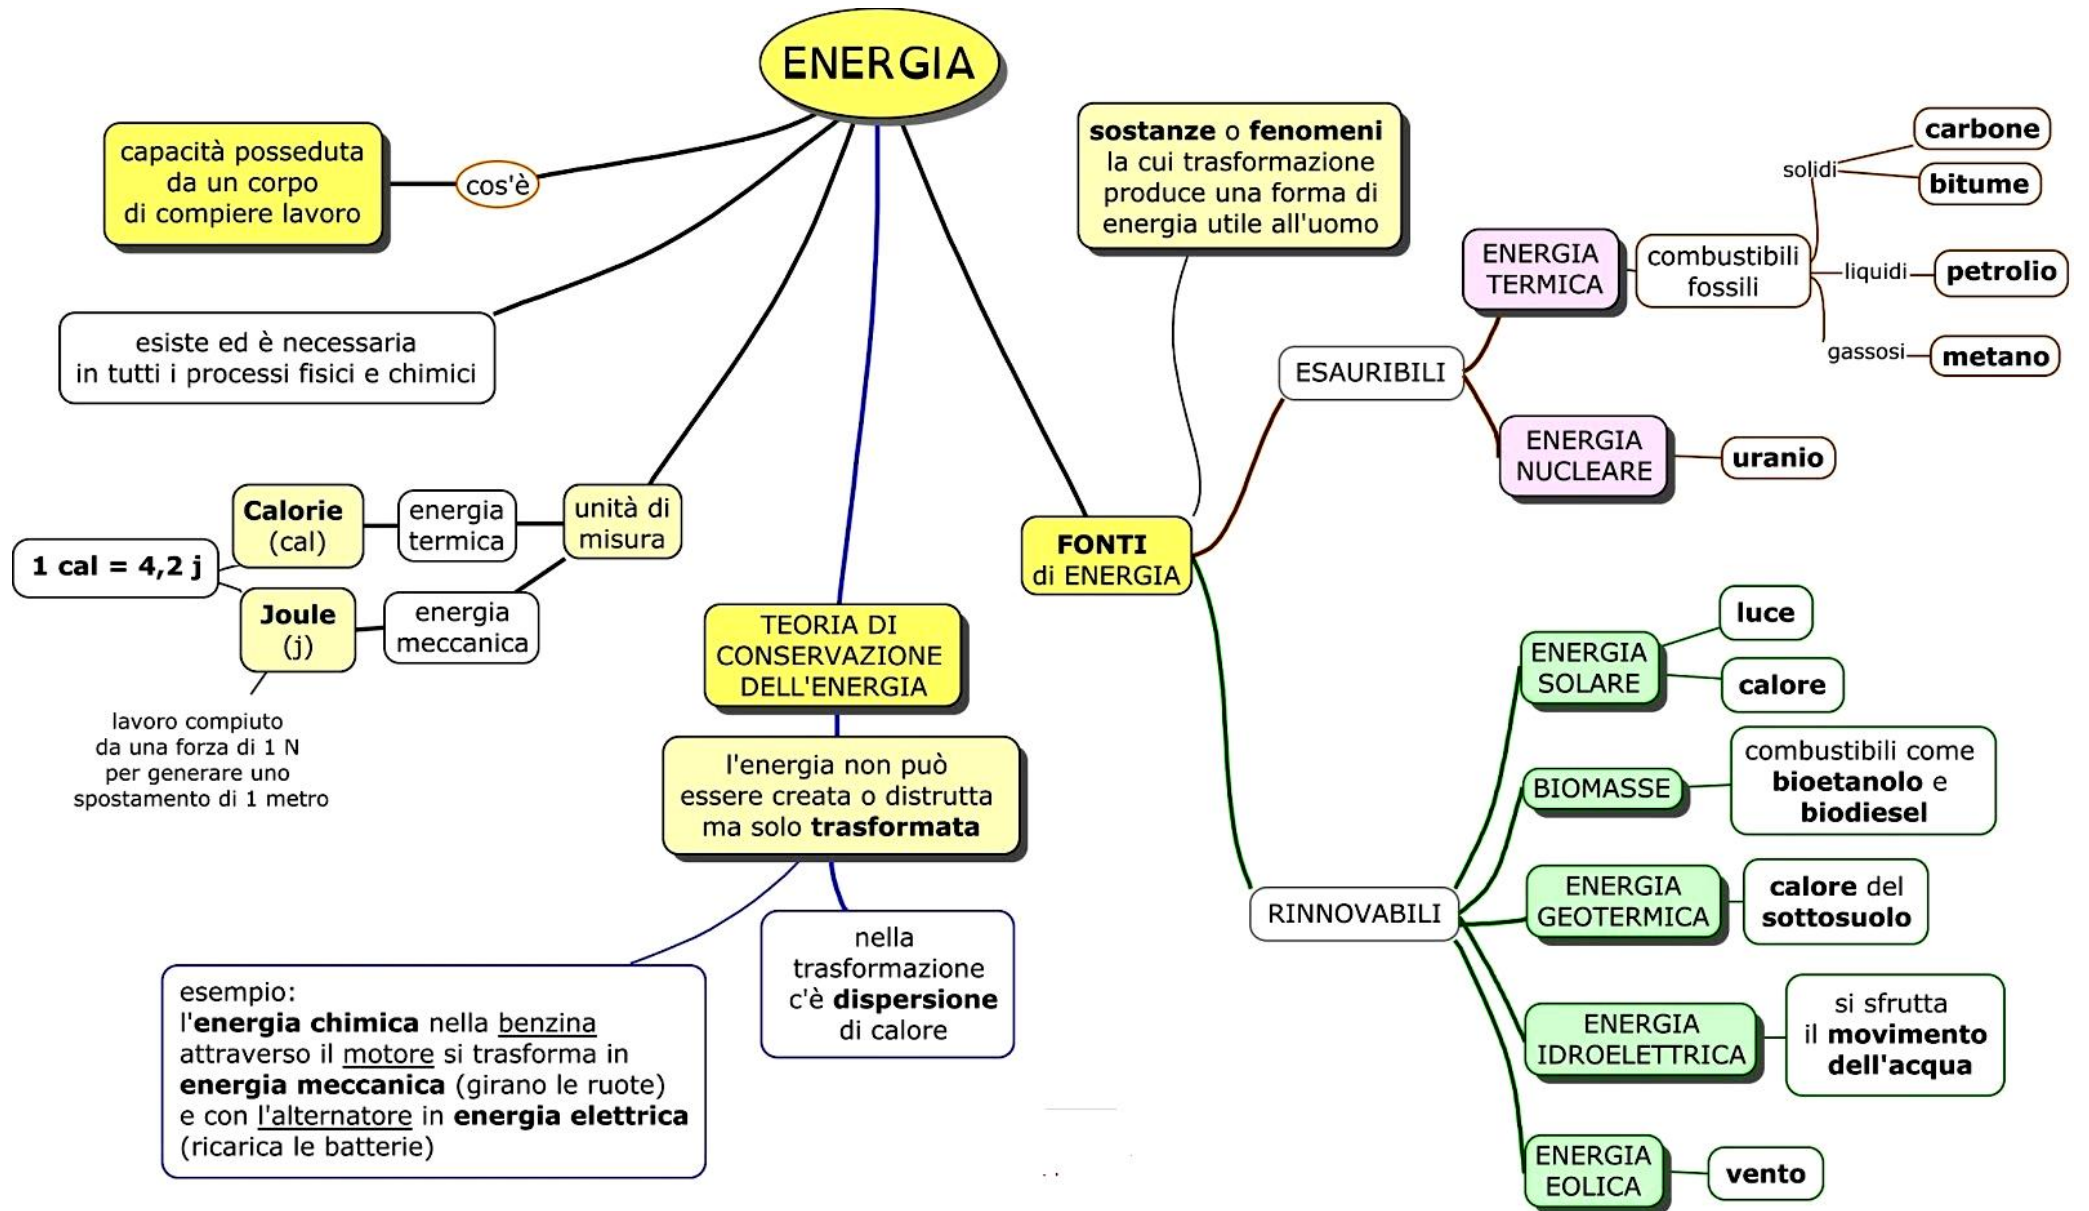 ENERGIA
capacità posseduta
da un corpo
di compiere lavoro
cos'è
esiste ed è necessaria
in tutti i processi fisici e chimici
unità di
misura
energia
termica
Calorie
(cal)
energia
meccanica
Joule
(j)
1 cal = 4,2 j
lavoro compiuto
da una forza di 1 N
per generare uno
spostamento di 1 metro
TEORIA DI
CONSERVAZIONE
DELL'ENERGIA
l'energia non può
essere creata o distrutta
ma solo trasformata
esempio:
l'energia chimica nella benzina
attraverso il motore si trasforma in
energia meccanica (girano le ruote)
e con l'alternatore in energia elettrica
(ricarica le batterie)
nella
trasformazione
c'è dispersione
di calore
FONTI
di ENERGIA
sostanze o fenomeni
la cui trasformazione
produce una forma di
energia utile all'uomo
ESAURIBILI
ENERGIA
TERMICA
combustibili
fossili
solidi
carbone
bitume
liquidi
petrolio
gassosi
metano
ENERGIA
NUCLEARE
uranio
RINNOVABILI
ENERGIA
SOLARE
luce
calore
BIOMASSE
combustibili come
bioetanolo e
biodiesel
ENERGIA
GEOTERMICA
calore del
sottosuolo
ENERGIA
IDROELETTRICA
si sfrutta
il movimento
dell'acqua
ENERGIA
EOLICA
vento